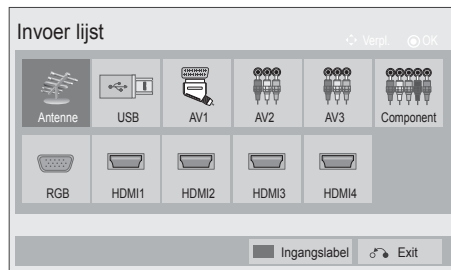 Invoer lijst
Verpl. OK
Antenne USB AV1 AV2 AV3 Component
RGB HDMI1 HDMI2 HDMI3 HDMI4
Ingangslabel Exit